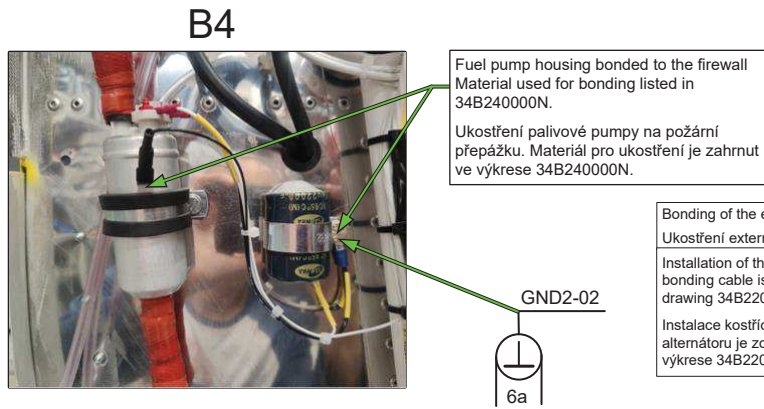 B4
Fuel pump housing bonded to the firewall
Material used for bonding listed in
34B240000N.
Ukostření palivové pumpy na požární
přepážku. Materiál pro ukostření je zahrnut
ve výkrese 34B240000N.
Bonding of the e
Ukostření extern
Installation of th
bonding cable is
drawing 34B220
Instalace kostříc
alternátoru je zo
výkrese 34B220
GND2-02
6a